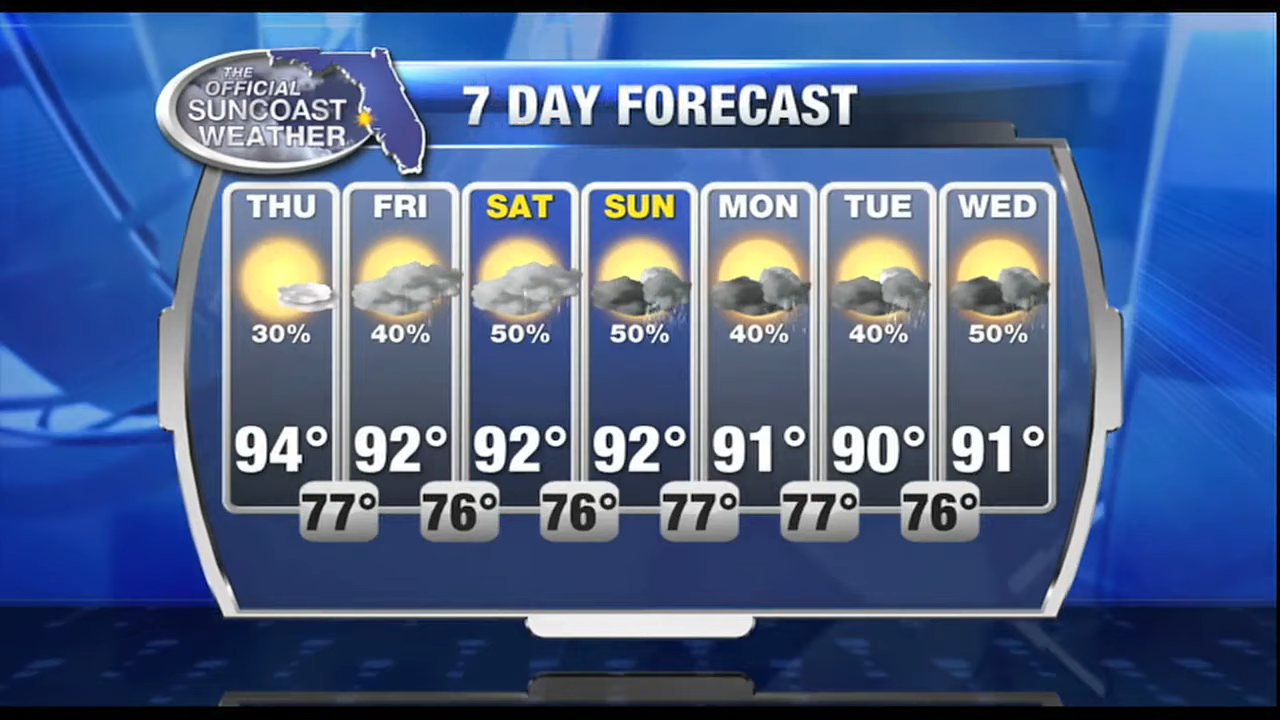 THE
OFFICIAL
SUNCOAST
WEATHER
7 DAY FORECAST
THU FRI SAT SUN MON TUE WED
30% 40% 50% 50% 40% 40% 50%
94° 92° 92° 92° 91° 90° 91°
77° 76° 76° 77° 77° 76°